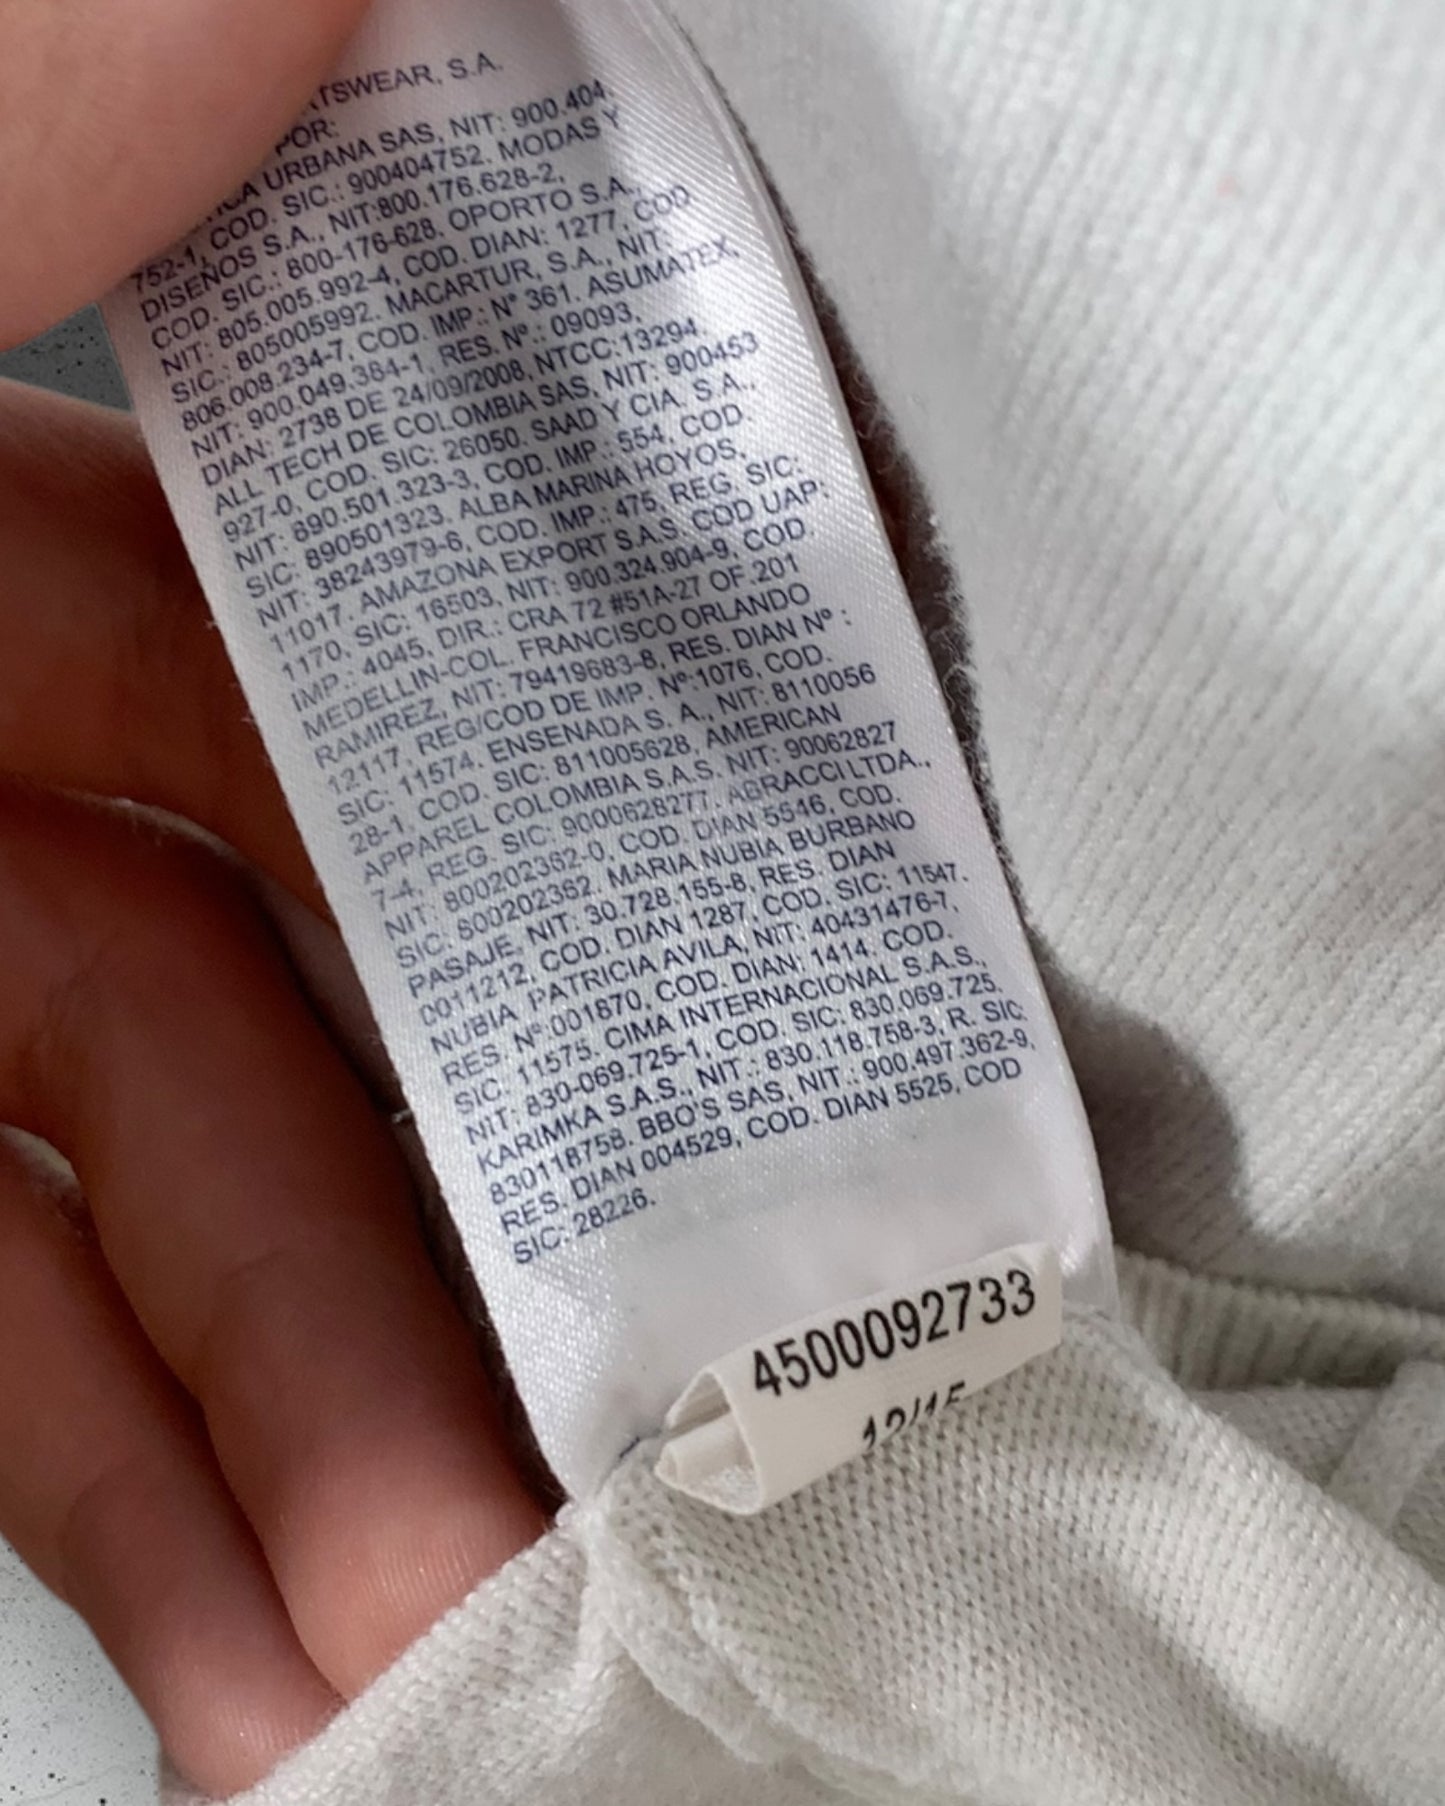 RTSWEAR, S.A.
POR:
ICA URBANA SAS, NIT: 900.404.
752-1, COD. SIC.: 900404752. MODAS Y
DISEÑOS S.A., NIT:800.176.628-2,
COD. SIC.: 800-176-628. OPORTO S.A.,
NIT: 805.005.992-4, COD. DIAN: 1277, COD
SIC.: 805005992. MACARTUR, S.A., NIT:
806.008.234-7, COD. IMP.: Nº 361. ASUMATEX,
NIT: 900.049.384-1, RES. Nº.: 09093,
DIAN: 2738 DE 24/09/2008, NTCC:13294.
ALL TECH DE COLOMBIA SAS, NIT: 900453
927-0, COD. SIC: 26050. SAAD Y CIA. S.A.,
NIT: 890.501.323-3, COD. IMP.: 554, COD.
SIC: 890501323. ALBA MARINA HOYOS,
NIT: 38243979-6, COD. IMP.: 475, REG. SIC:
11017. AMAZONA EXPORT S.A.S. COD UAP:
1170, SIC: 16503, NIT: 900.324.904-9, COD.
IMP.: 4045, DIR.: CRA 72 #51A-27 OF.201
MEDELLIN-COL. FRANCISCO ORLANDO
RAMIREZ, NIT: 79419683-8, RES. DIAN Nº :
12117, REG/COD DE IMP. Nº:1076, COD.
SIC: 11574. ENSENADA S. A., NIT: 8110056
28-1, COD. SIC: 811005628, AMERICAN
APPAREL COLOMBIA S.A.S. NIT: 90062827
7-4, REG. SIC: 9000628277. ABRACCI LTDA.,
NIT: 800202362-0, COD. DIAN 5546, COD.
SIC: 800202362. MARIA NUBIA BURBANO
PASAJE, NIT: 30.728.155-8, RES. DIAN
0011212, COD. DIAN 1287, COD. SIC: 11547.
NUBIA PATRICIA AVILA, NIT: 40431476-7,
RES. Nº:001870, COD. DIAN: 1414, COD.
SIC: 11575. CIMA INTERNACIONAL S.A.S.,
NIT: 830-069.725-1, COD. SIC: 830.069.725.
KARIMKA S.A.S., NIT.: 830.118.758-3, R. SIC:
830118758. BBO'S SAS, NIT.: 900.497.362-9,
RES. DIAN 004529, COD. DIAN 5525, COD
SIC: 28226.
4500092733
12/15